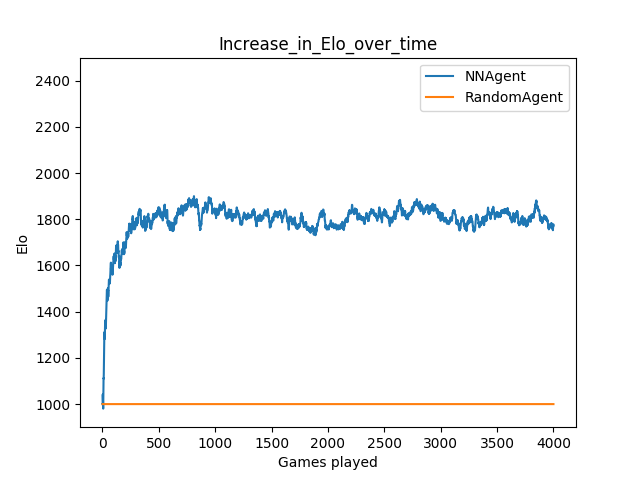 Increase_in_Elo_over_time
NNAgent
RandomAgent
2400
2200
2000
1800
1600
1400
1200
1000
Elo
0 500 1000 1500 2000 2500 3000 3500 4000
Games played